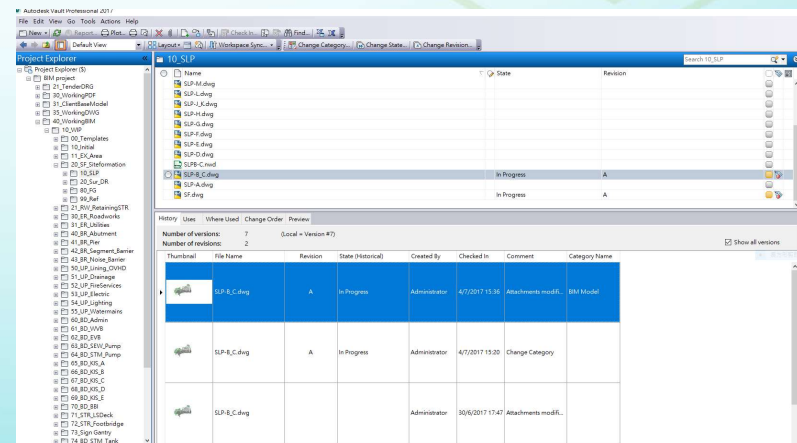 Autodesk Vault Professional 2017
File Edit View Go Tools Actions Help
New Report... Plot... Check In... Find...
Default View Layout Workspace Sync... Change Category... Change State... Change Revision...
Project Explorer
Project Explorer ($)
BIM project
21_TenderDRG
30_WorkingPDF
31_ClientBaseModel
35_WorkingDWG
40_WorkingBIM
10_WIP
00_Templates
10_Initial
11_EX_Area
20_SF_Siteformation
10_SLP
20_Sur_DR
80_FG
99_Ref
21_RW_RetainingSTR
30_ER_Roadworks
31_ER_Utilities
40_BR_Abutment
41_BR_Pier
42_BR_Segment_Barrier
43_BR_Noise_Barrier
50_UP_Lining_OVHD
51_UP_Drainage
52_UP_FireServices
53_UP_Electric
54_UP_Lighting
55_UP_Watermains
60_BD_Admin
61_BD_WVB
62_BD_EVB
63_BD_SEW_Pump
64_BD_STM_Pump
65_BD_KIS_A
66_BD_KIS_B
67_BD_KIS_C
68_BD_KIS_D
69_BD_KIS_E
70_BD_BBI
71_STR_LSDeck
72_STR_Footbridge
73_Sign Gantry
74_BD_STM_Tank
10_SLP Search 10_SLP
Name State Revision
SLP-M.dwg
SLP-L.dwg
SLP-J_K.dwg
SLP-H.dwg
SLP-G.dwg
SLP-F.dwg
SLP-E.dwg
SLP-D.dwg
SLPB-C.nwd
SLP-B_C.dwg In Progress A
SLP-A.dwg
SF.dwg In Progress A
History Uses Where Used Change Order Preview
Number of versions: 7 (Local = Version #7)
Number of revisions: 2 Show all versions
Thumbnail File Name Revision State (Historical) Created By Checked In Comment Category Name
SLP-B_C.dwg A In Progress Administrator 4/7/2017 15:36 Attachments modifi... BIM Model
SLP-B_C.dwg A In Progress Administrator 4/7/2017 15:20 Change Category
SLP-B_C.dwg Administrator 30/6/2017 17:47 Attachments modifi...